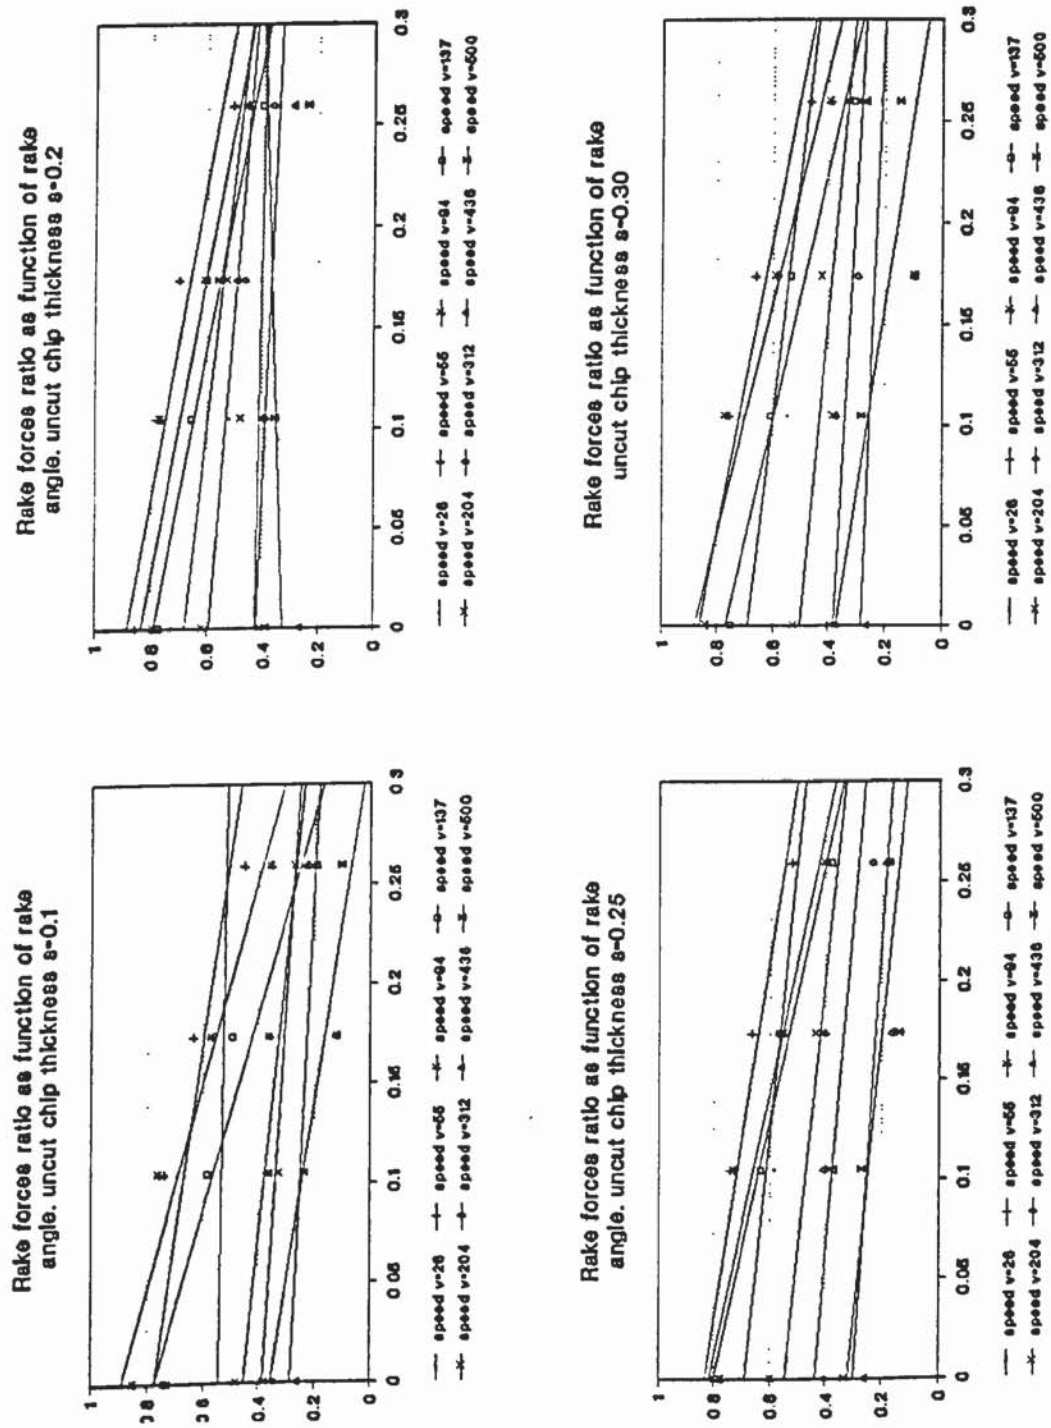 Rake forces ratio as function of rake
angle. uncut chip thickness s=0.1
1
0.8
0.6
0.4
0.2
0
0 0.05 0.1 0.15 0.2 0.25 0.3
speed v=26 speed v=55 speed v=94 speed v=137
speed v=204 speed v=312 speed v=436 speed v=500
Rake forces ratio as function of rake
angle. uncut chip thickness s=0.2
1
0.8
0.6
0.4
0.2
0
0 0.05 0.1 0.15 0.2 0.25 0.3
speed v=26 speed v=55 speed v=94 speed v=137
speed v=204 speed v=312 speed v=436 speed v=500
Rake forces ratio as function of rake
angle. uncut chip thickness s=0.25
1
0.8
0.6
0.4
0.2
0
0 0.05 0.1 0.15 0.2 0.25 0.3
speed v=26 speed v=55 speed v=94 speed v=137
speed v=204 speed v=312 speed v=436 speed v=500
Rake forces ratio as function of rake
uncut chip thickness s=0.30
1
0.8
0.6
0.4
0.2
0
0 0.05 0.1 0.15 0.2 0.25 0.3
speed v=26 speed v=55 speed v=94 speed v=137
speed v=204 speed v=312 speed v=436 speed v=500